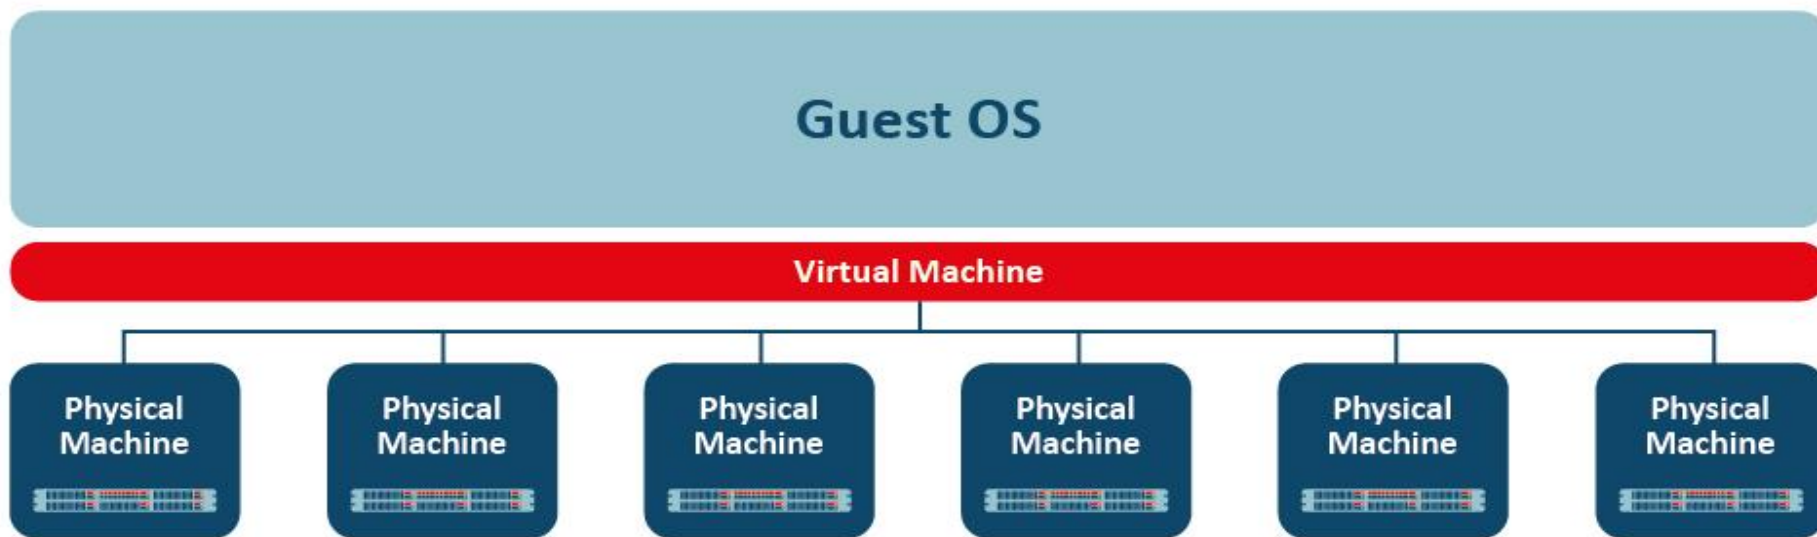 Guest OS
Virtual Machine
Physical
Machine
Physical
Machine
Physical
Machine
Physical
Machine
Physical
Machine
Physical
Machine